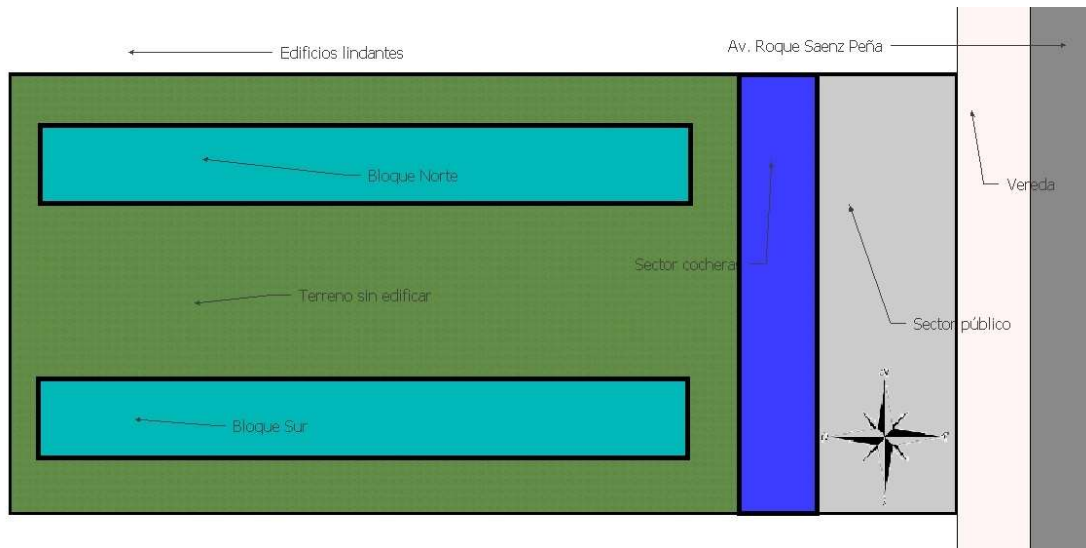 Edificios lindantes
Av. Roque Saenz Peña
Bloque Norte
Vereda
Sector cochera
Terreno sin edificar
Sector público
Bloque Sur
N